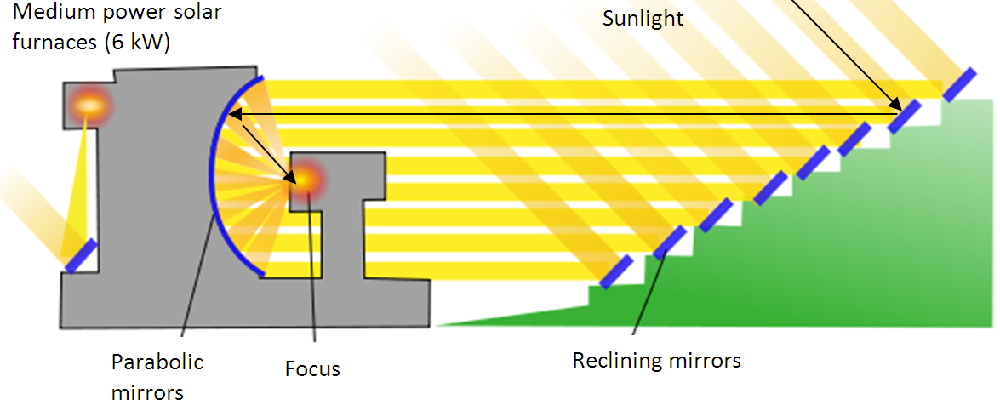 Medium power solar
furnaces (6 kW)
Sunlight
Parabolic
mirrors
Focus
Reclining mirrors